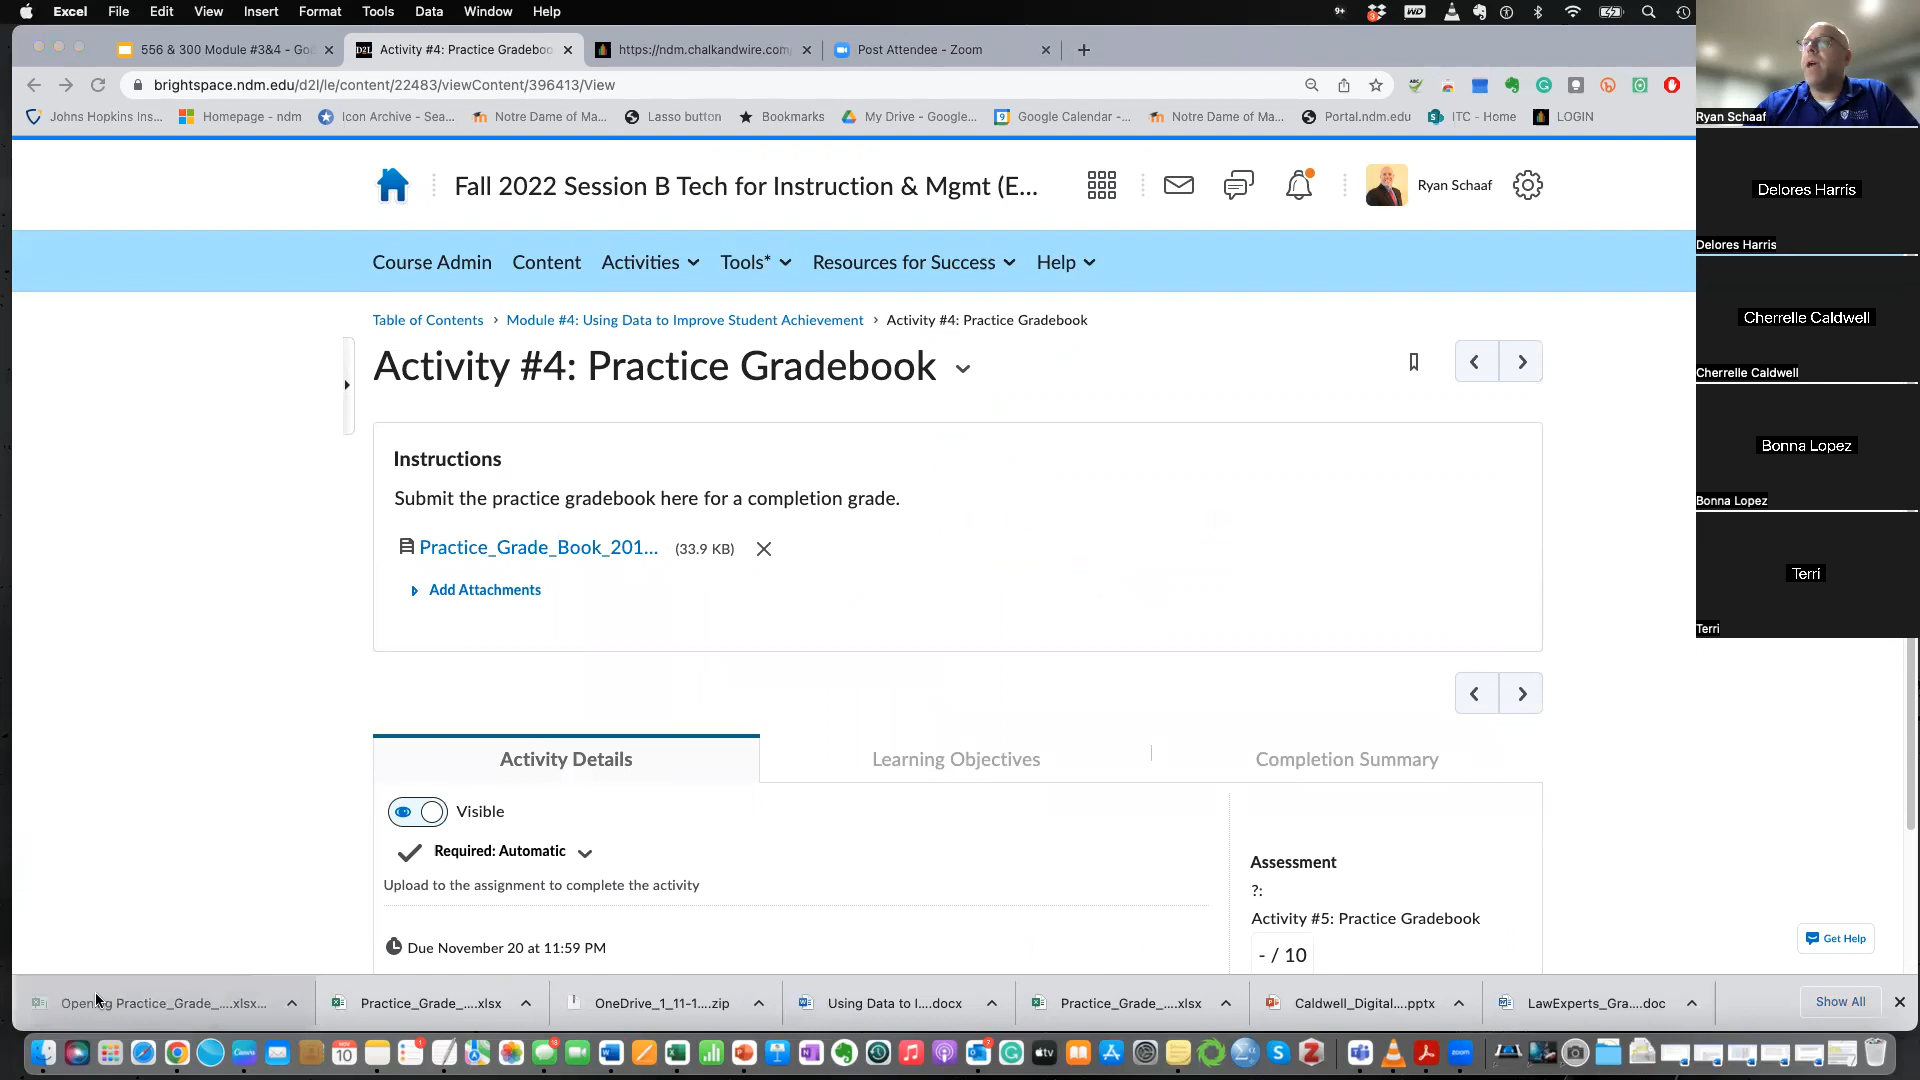 Excel File Edit View Insert Format Tools Data Window Help
9+ WD
556 & 300 Module #3&4 - Go
Activity #4: Practice Gradeboo
https://ndm.chalkandwire.com/
Post Attendee - Zoom
brightspace.ndm.edu/d2l/le/content/22483/viewContent/396413/View
Johns Hopkins Ins... Homepage - ndm Icon Archive - Sea... Notre Dame of Ma... Lasso button Bookmarks My Drive - Google... Google Calendar -... Notre Dame of Ma... Portal.ndm.edu ITC - Home LOGIN
Fall 2022 Session B Tech for Instruction & Mgmt (E...
Ryan Schaaf
Course Admin Content Activities Tools* Resources for Success Help
Table of Contents › Module #4: Using Data to Improve Student Achievement › Activity #4: Practice Gradebook
Activity #4: Practice Gradebook
Instructions
Submit the practice gradebook here for a completion grade.
Practice_Grade_Book_201... (33.9 KB)
Add Attachments
Activity Details
Learning Objectives
Completion Summary
Visible
Required: Automatic
Upload to the assignment to complete the activity
Due November 20 at 11:59 PM
Assessment
?:
Activity #5: Practice Gradebook
- / 10
Get Help
Opening Practice_Grade_....xlsx...
Practice_Grade_....xlsx
OneDrive_1_11-1....zip
Using Data to I....docx
Practice_Grade_....xlsx
Caldwell_Digital....pptx
LawExperts_Gra....doc
Show All
Ryan Schaaf
Delores Harris
Delores Harris
Cherrelle Caldwell
Cherrelle Caldwell
Bonna Lopez
Bonna Lopez
Terri
Terri
NOV
10
tv
zoom